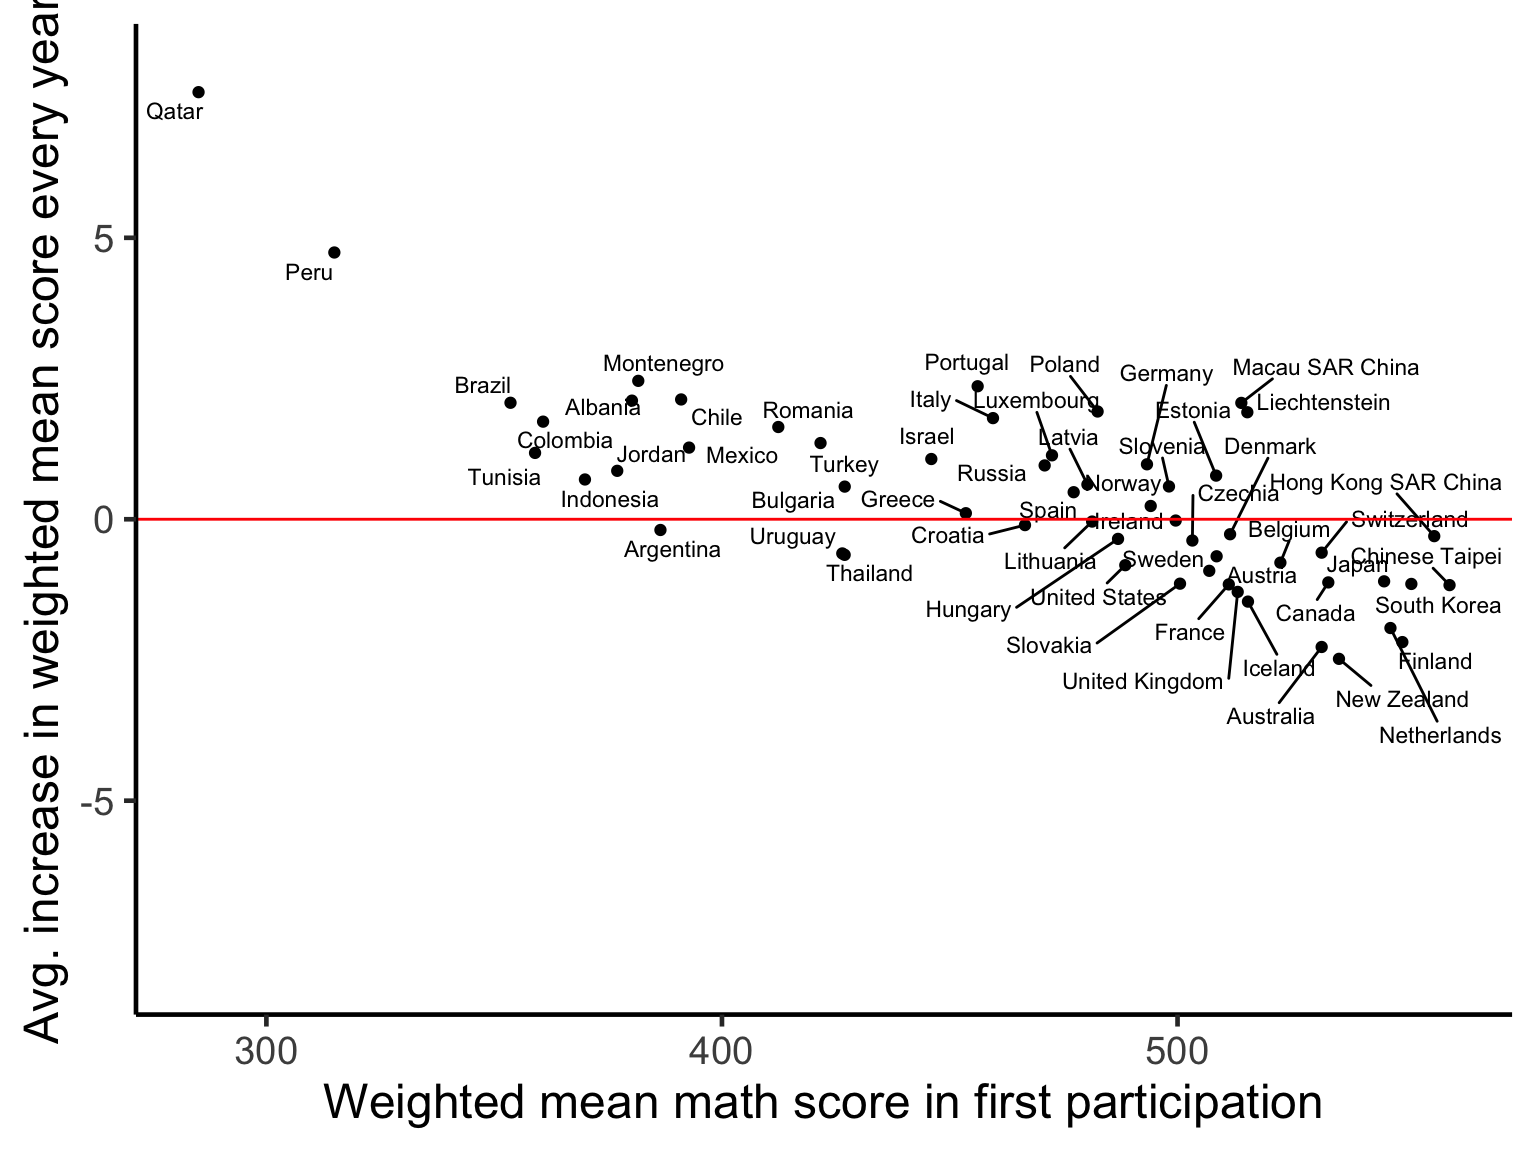 Avg. increase in weighted mean score every year
5
0
-5
Qatar
Peru
Montenegro
Brazil
Albania
Chile
Colombia
Tunisia
Jordan
Mexico
Indonesia
Argentina
Romania
Turkey
Bulgaria
Uruguay
Thailand
Portugal
Poland
Germany
Macau SAR China
Italy
Luxembourg
Estonia
Liechtenstein
Israel
Latvia
Slovenia
Denmark
Russia
Norway
Czechia
Hong Kong SAR China
Greece
Spain
Ireland
Switzerland
Croatia
Belgium
Lithuania
Sweden
Chinese Taipei
Japan
Austria
Hungary
United States
Canada
South Korea
Slovakia
France
Iceland
Finland
United Kingdom
New Zealand
Australia
Netherlands
300
400
500
Weighted mean math score in first participation